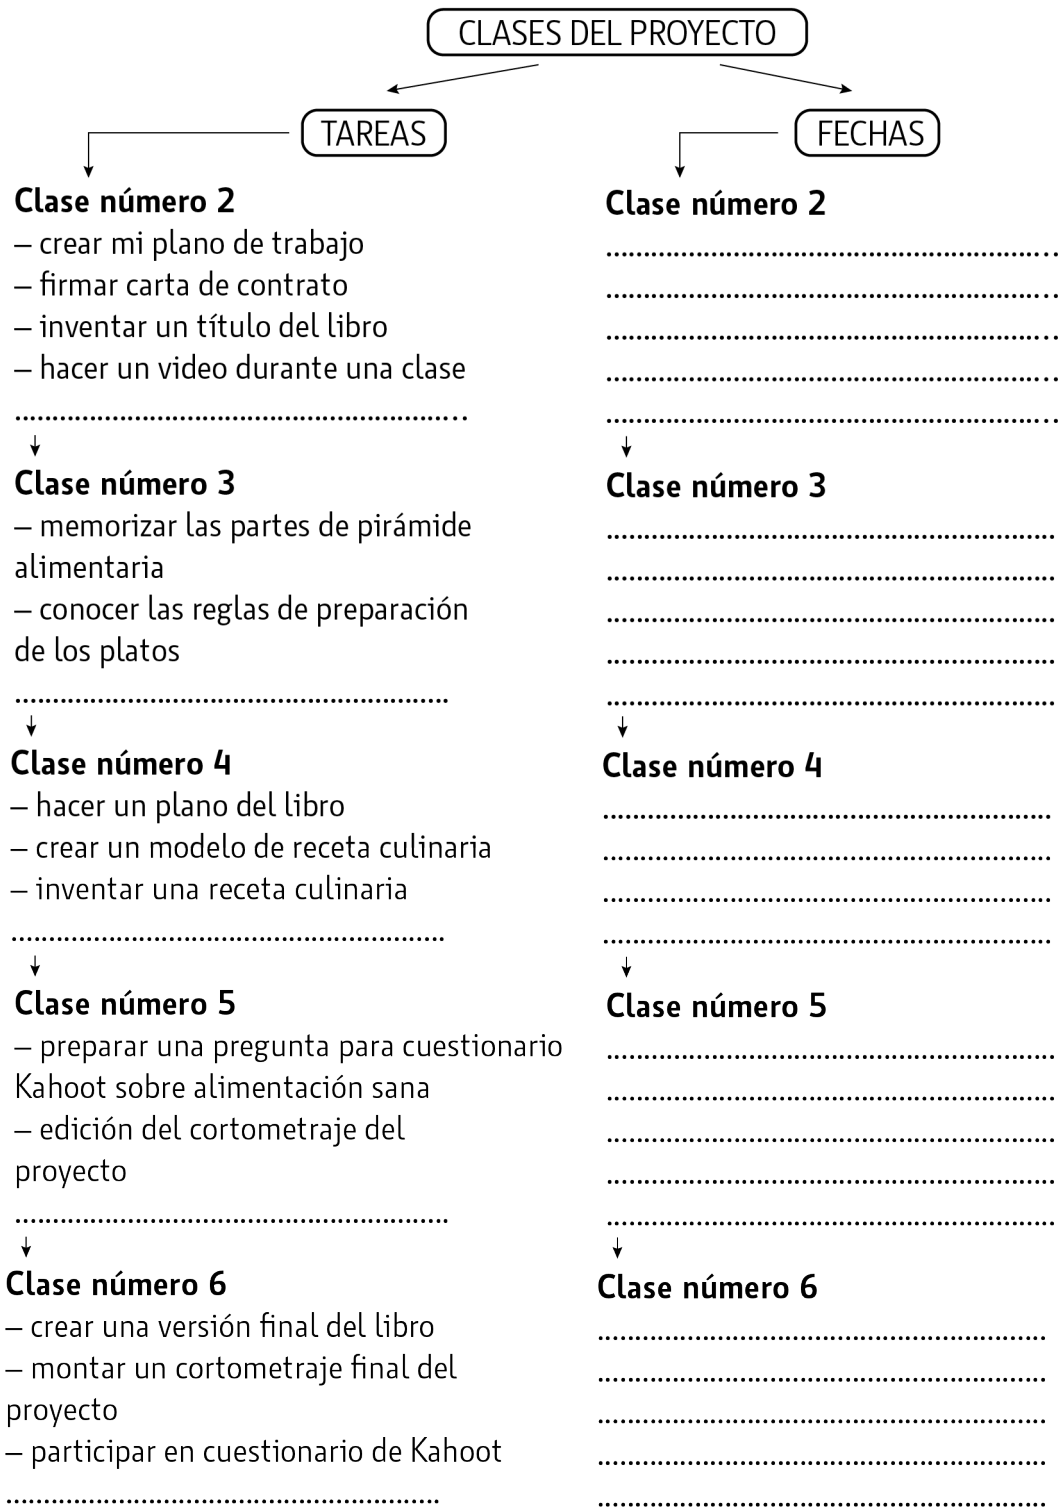 CLASES DEL PROYECTO
TAREAS
Clase número 2
– crear mi plano de trabajo
– firmar carta de contrato
– inventar un título del libro
– hacer un video durante una clase
Clase número 3
– memorizar las partes de pirámide
alimentaria
– conocer las reglas de preparación
de los platos
Clase número 4
– hacer un plano del libro
– crear un modelo de receta culinaria
– inventar una receta culinaria
Clase número 5
– preparar una pregunta para cuestionario
Kahoot sobre alimentación sana
– edición del cortometraje del
proyecto
Clase número 6
– crear una versión final del libro
– montar un cortometraje final del
proyecto
– participar en cuestionario de Kahoot
FECHAS
Clase número 2
Clase número 3
Clase número 4
Clase número 5
Clase número 6